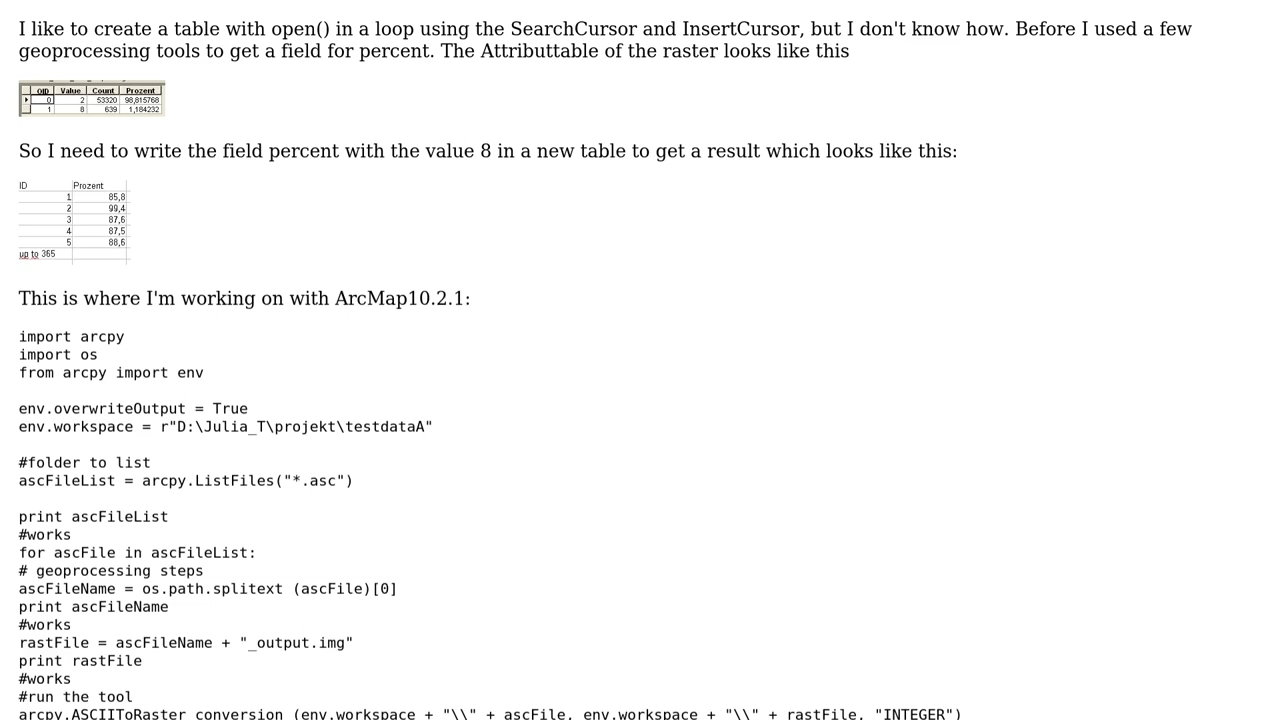 I like to create a table with open() in a loop using the SearchCursor and InsertCursor, but I don't know how. Before I used a few
geoprocessing tools to get a field for percent. The Attributtable of the raster looks like this
OID Value Count Prozent
0 2 53320 98,815768
1 8 639 1,184232
So I need to write the field percent with the value 8 in a new table to get a result which looks like this:
ID Prozent
1 85,8
2 99,4
3 87,6
4 87,5
5 88,6
up to 365
This is where I'm working on with ArcMap10.2.1:
import arcpy
import os
from arcpy import env
env.overwriteOutput = True
env.workspace = r"D:\Julia_T\projekt\testdataA"
#folder to list
ascFileList = arcpy.ListFiles("*.asc")
print ascFileList
#works
for ascFile in ascFileList:
# geoprocessing steps
ascFileName = os.path.splitext (ascFile)[0]
print ascFileName
#works
rastFile = ascFileName + "_output.img"
print rastFile
#works
#run the tool
arcpy.ASCIIToRaster_conversion (env.workspace + "\\" + ascFile, env.workspace + "\\" + rastFile, "INTEGER")